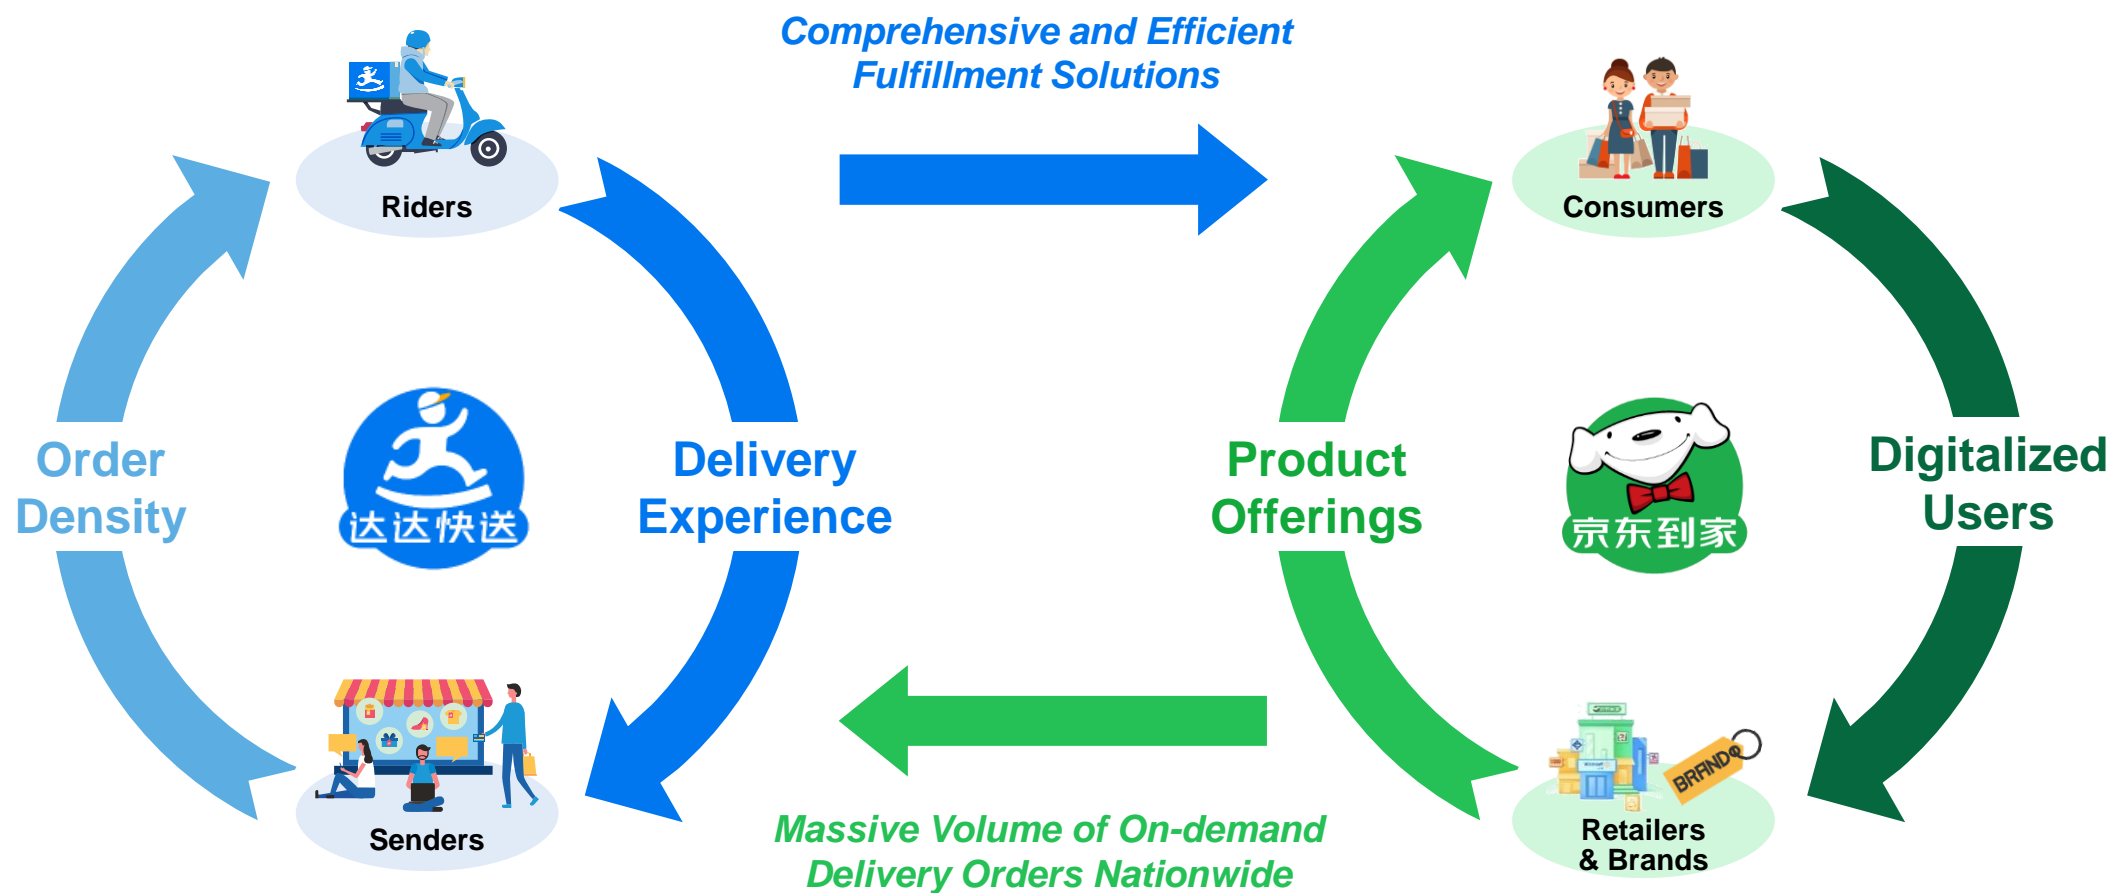 Comprehensive and Efficient
Fulfillment Solutions
Riders
Consumers
Order
Density
达达快送
Delivery
Experience
Product
Offerings
京东到家
Digitalized
Users
Senders
BRAND
Retailers
& Brands
Massive Volume of On-demand
Delivery Orders Nationwide